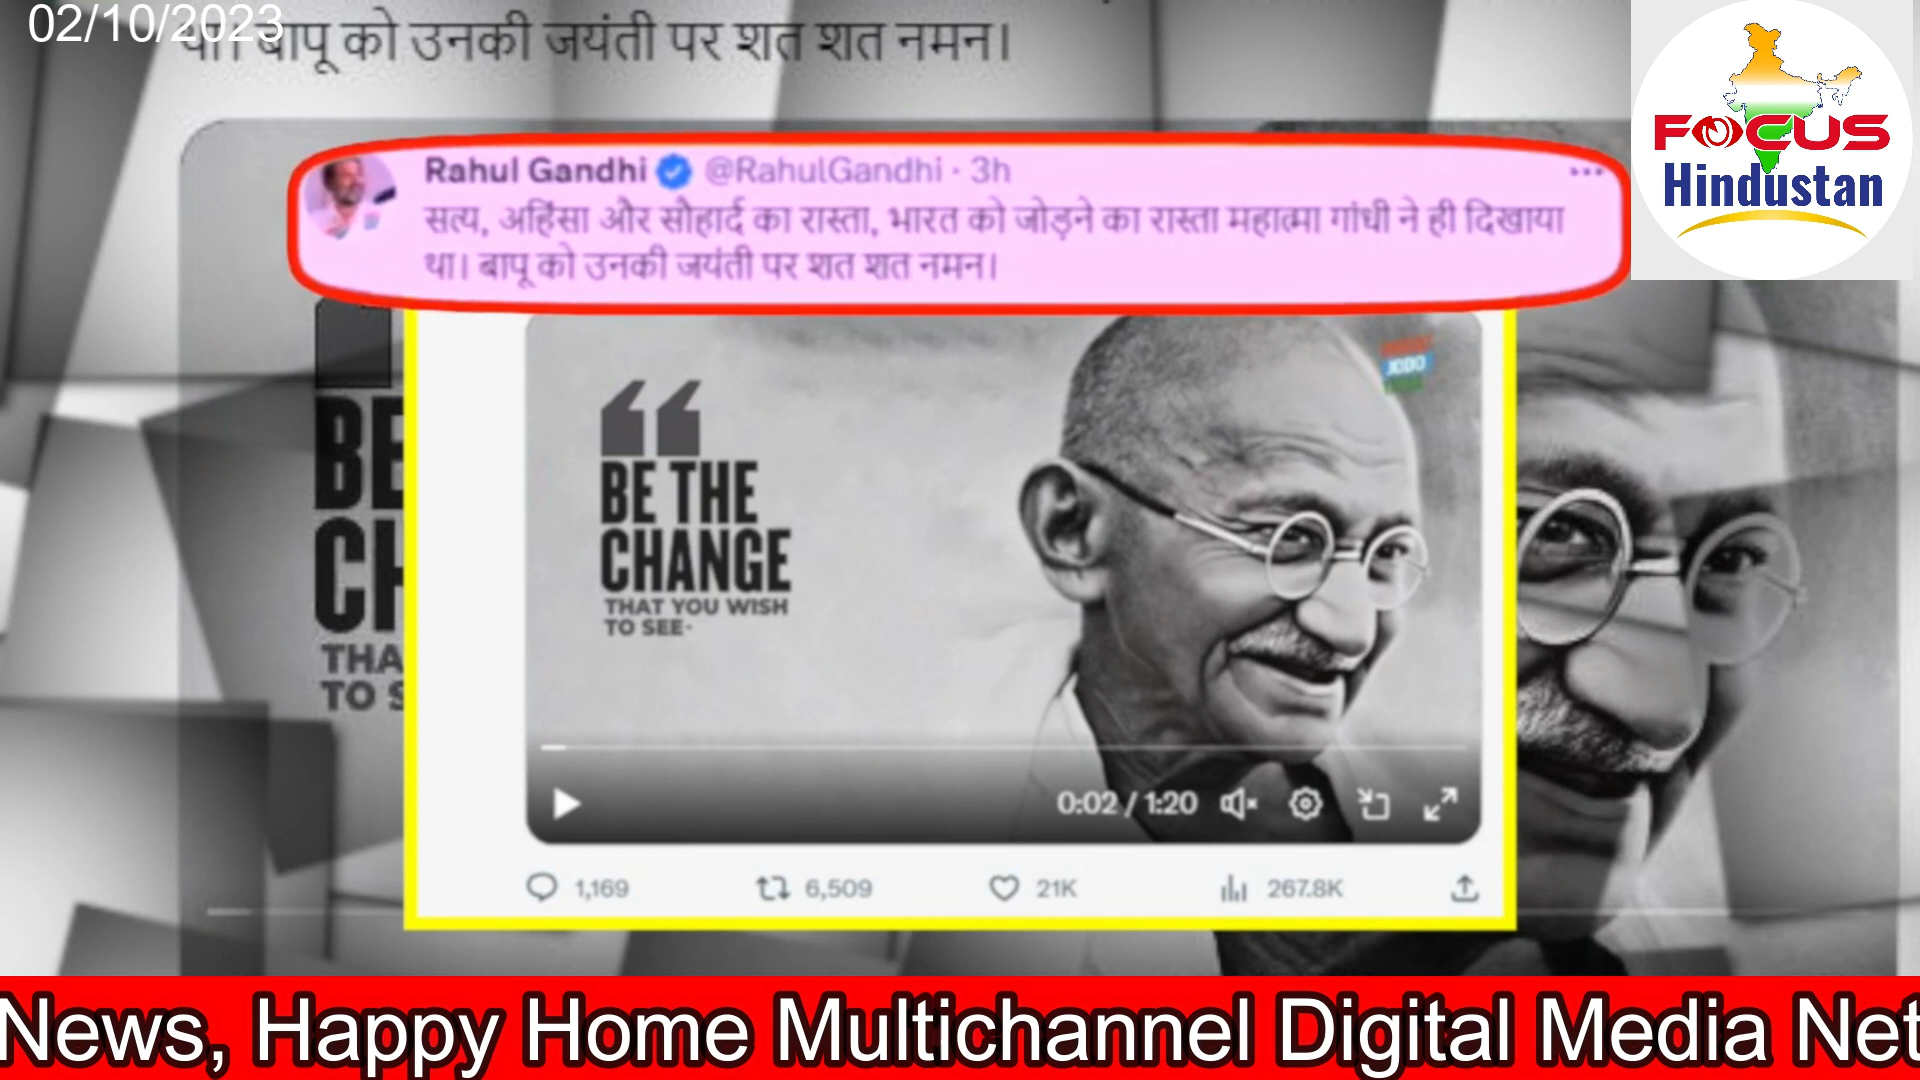 02/10/2023
था। बापू को उनकी जयंती पर शत शत नमन।
FOCUS
Hindustan
Rahul Gandhi @RahulGandhi · 3h
सत्य, अहिंसा और सौहार्द का रास्ता, भारत को जोड़ने का रास्ता महात्मा गांधी ने ही दिखाया
था। बापू को उनकी जयंती पर शत शत नमन।
JODO
BE THE
CHANGE
THAT YOU WISH
TO SEE-
BE
CH
THA
TO S
0:02 / 1:20
1,169 6,509 21K 267.8K
News, Happy Home Multichannel Digital Media Net